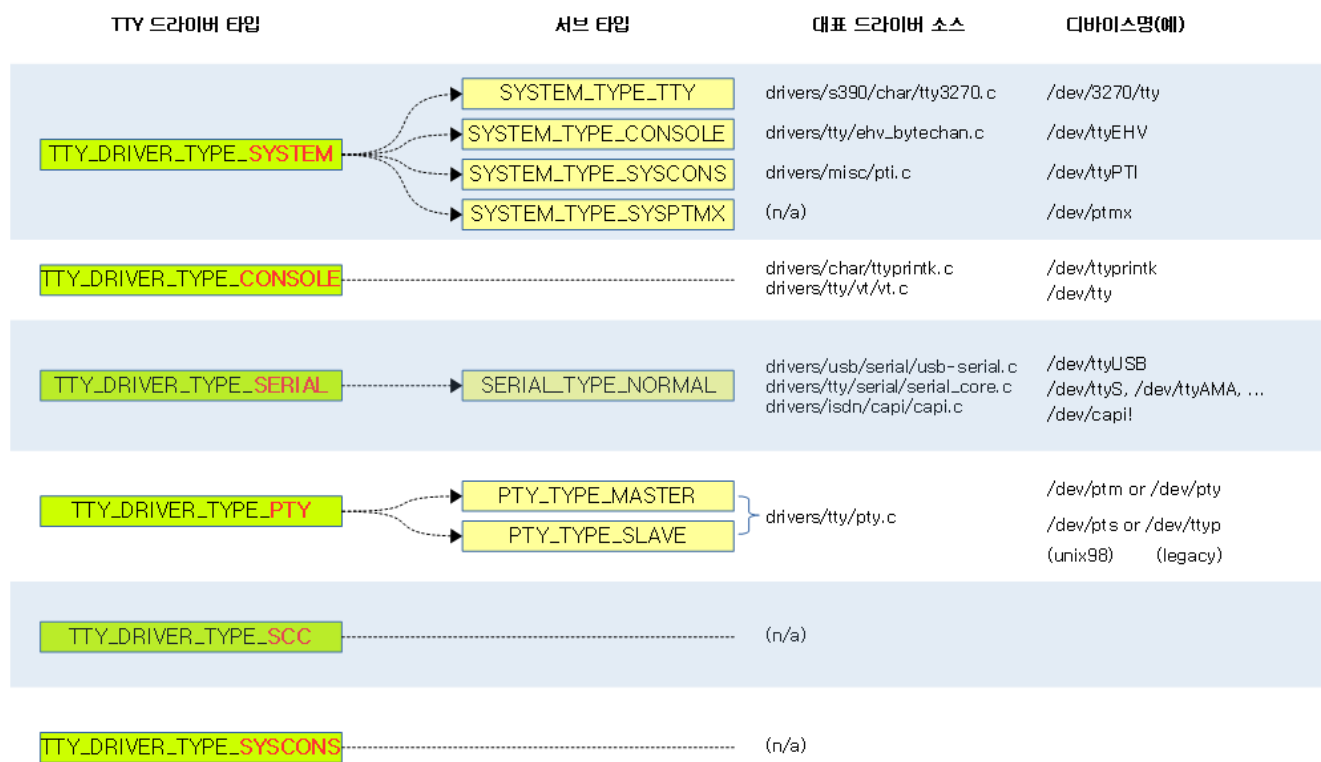 TTY 드라이버 타입 서브 타입 대표 드라이버 소스 디바이스명(예)
SYSTEM_TYPE_TTY drivers/s390/char/tty3270.c /dev/3270/tty
SYSTEM_TYPE_CONSOLE drivers/tty/ehv_bytechan.c /dev/ttyEHV
TTY_DRIVER_TYPE_SYSTEM
SYSTEM_TYPE_SYSCONS drivers/misc/pti.c /dev/ttyPTI
SYSTEM_TYPE_SYSPTMX (n/a) /dev/ptmx
TTY_DRIVER_TYPE_CONSOLE
drivers/char/ttyprintk.c /dev/ttyprintk
drivers/tty/vt/vt.c /dev/tty
TTY_DRIVER_TYPE_SERIAL SERIAL_TYPE_NORMAL
drivers/usb/serial/usb-serial.c /dev/ttyUSB
drivers/tty/serial/serial_core.c /dev/ttyS, /dev/ttyAMA, ...
drivers/isdn/capi/capi.c /dev/capi!
TTY_DRIVER_TYPE_PTY
PTY_TYPE_MASTER /dev/ptm or /dev/pty
drivers/tty/pty.c
PTY_TYPE_SLAVE /dev/pts or /dev/ttyp
(unix98) (legacy)
TTY_DRIVER_TYPE_SCC (n/a)
TTY_DRIVER_TYPE_SYSCONS (n/a)